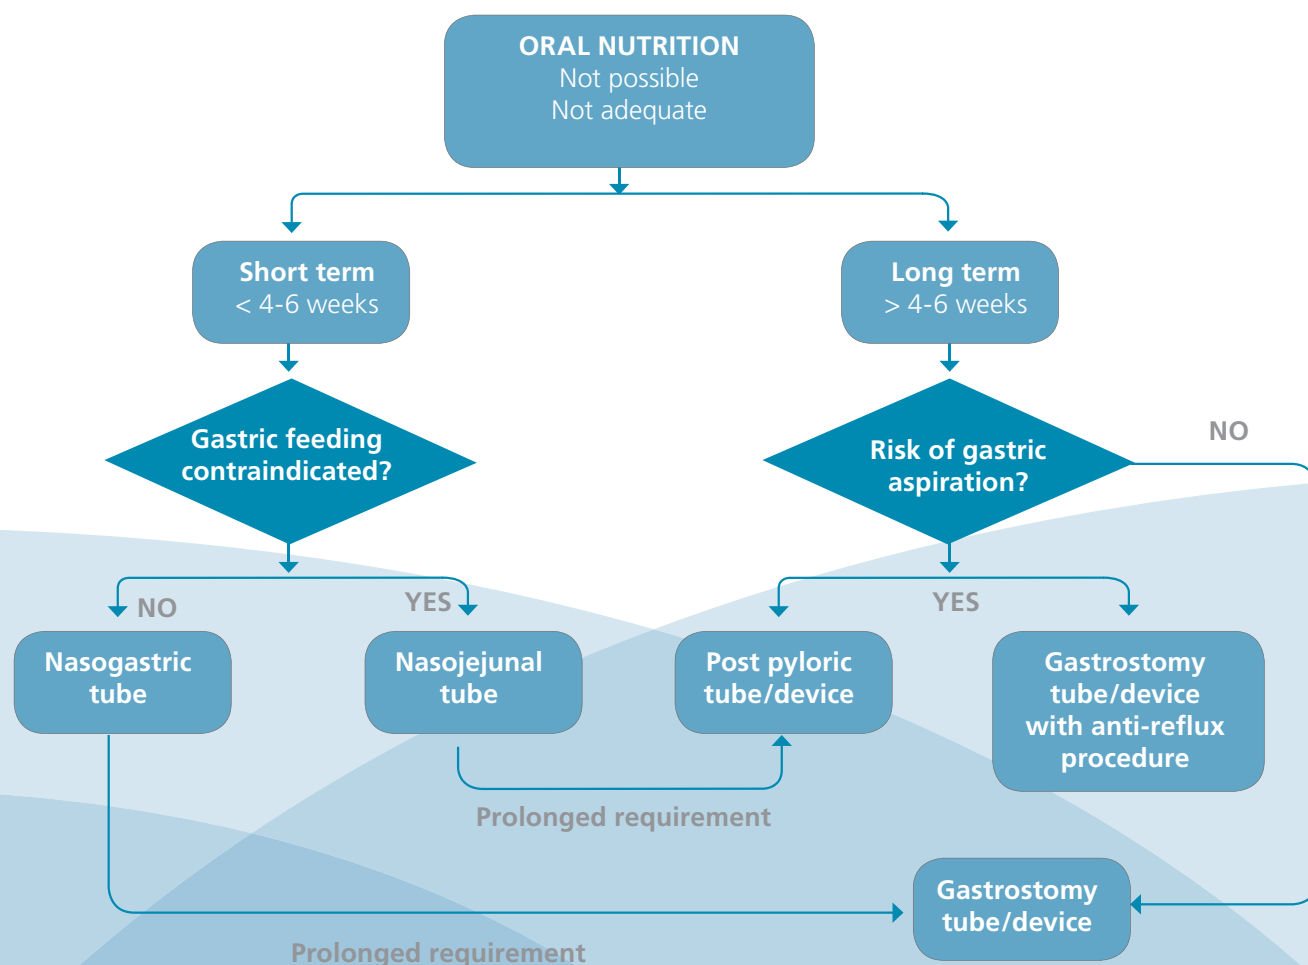 ORAL NUTRITION
Not possible
Not adequate
Short term
< 4-6 weeks
Long term
> 4-6 weeks
Gastric feeding
contraindicated?
Risk of gastric
aspiration?
NO
NO
YES
YES
Nasogastric
tube
Nasojejunal
tube
Post pyloric
tube/device
Gastrostomy
tube/device
with anti-reflux
procedure
Prolonged requirement
Gastrostomy
tube/device
Prolonged requirement